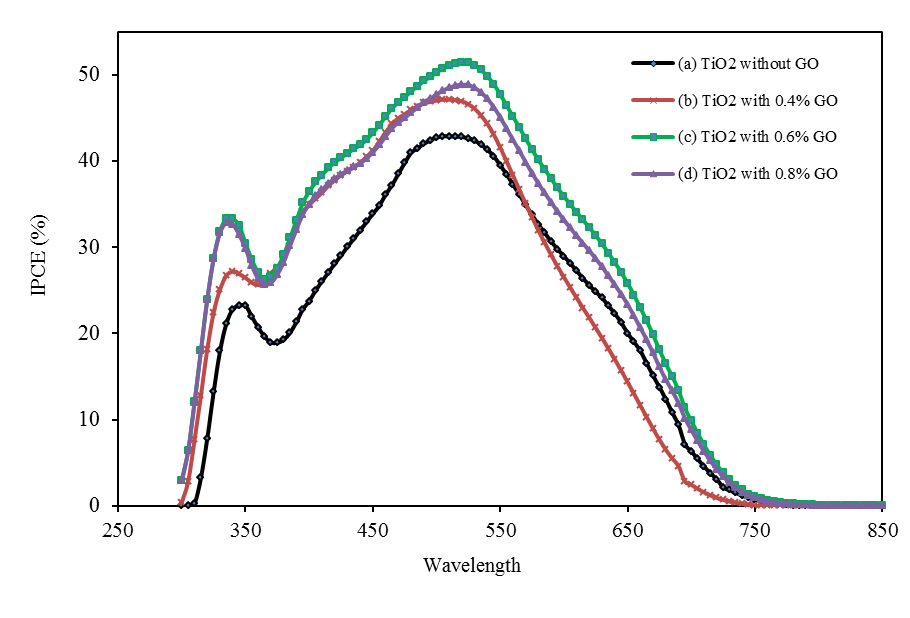 50
40
30
20
10
0
IPCE (%)
(a) TiO2 without GO
(b) TiO2 with 0.4% GO
(c) TiO2 with 0.6% GO
(d) TiO2 with 0.8% GO
250 350 450 550 650 750 850
Wavelength